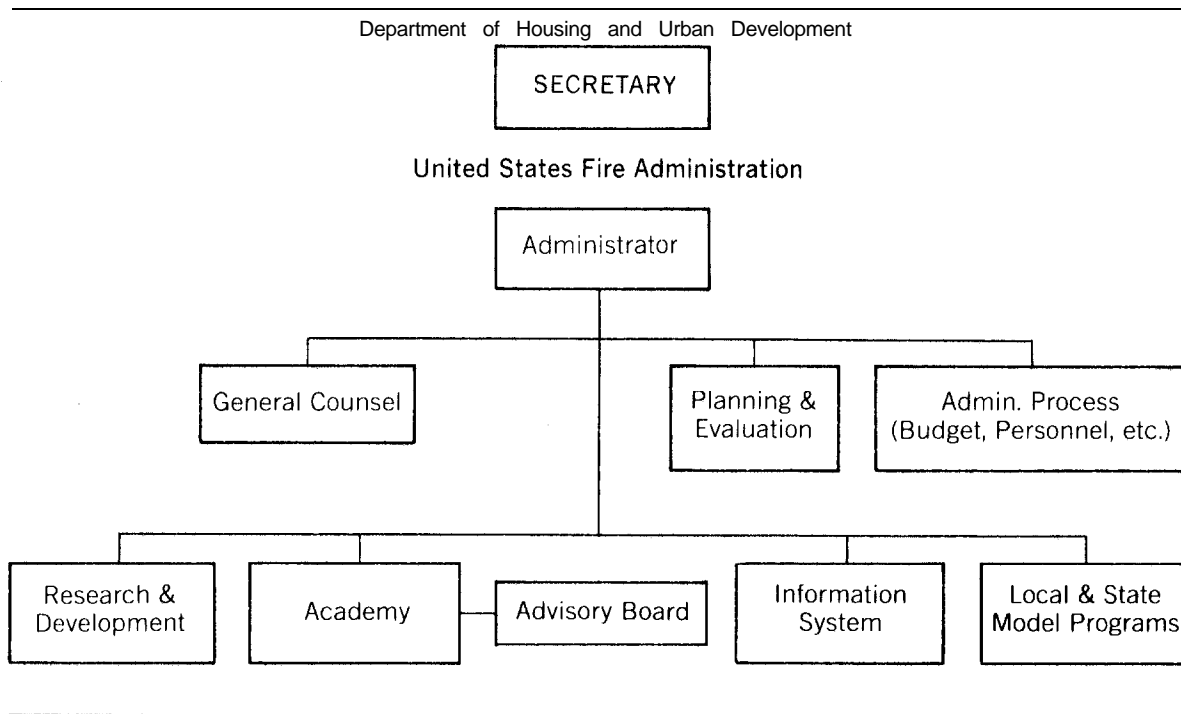 Department of Housing and Urban Development
SECRETARY
United States Fire Administration
Administrator
General Counsel
Planning &
Evaluation
Admin. Process
(Budget, Personnel, etc.)
Research &
Development
Academy
Advisory Board
Information
System
Local & State
Model Programs